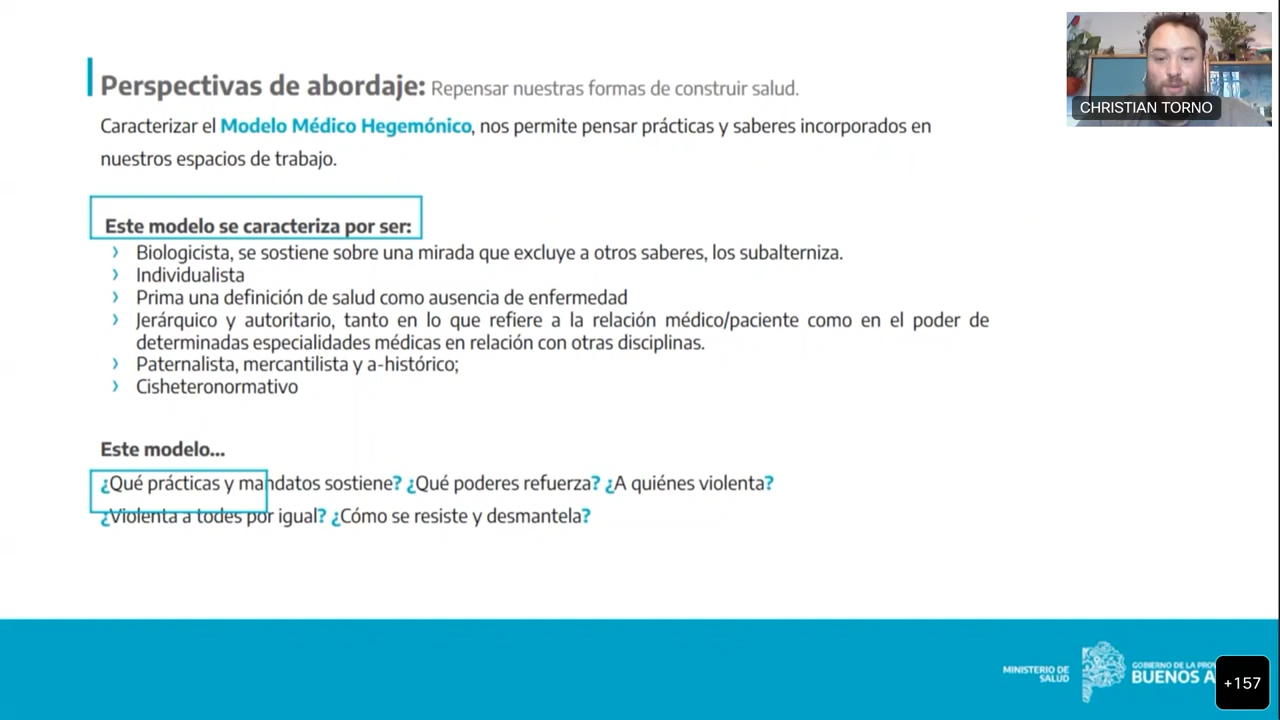 CHRISTIAN TORNO
Perspectivas de abordaje: Repensar nuestras formas de construir salud.
Caracterizar el Modelo Médico Hegemónico, nos permite pensar prácticas y saberes incorporados en
nuestros espacios de trabajo.
Este modelo se caracteriza por ser:
› Biologicista, se sostiene sobre una mirada que excluye a otros saberes, los subalterniza.
› Individualista
› Prima una definición de salud como ausencia de enfermedad
› Jerárquico y autoritario, tanto en lo que refiere a la relación médico/paciente como en el poder de
determinadas especialidades médicas en relación con otras disciplinas.
› Paternalista, mercantilista y a-histórico;
› Cisheteronormativo
Este modelo...
¿Qué prácticas y mandatos sostiene? ¿Qué poderes refuerza? ¿A quiénes violenta?
¿Violenta a todes por igual? ¿Cómo se resiste y desmantela?
MINISTERIO DE
SALUD
GOBIERNO DE LA
BUENOS
+157